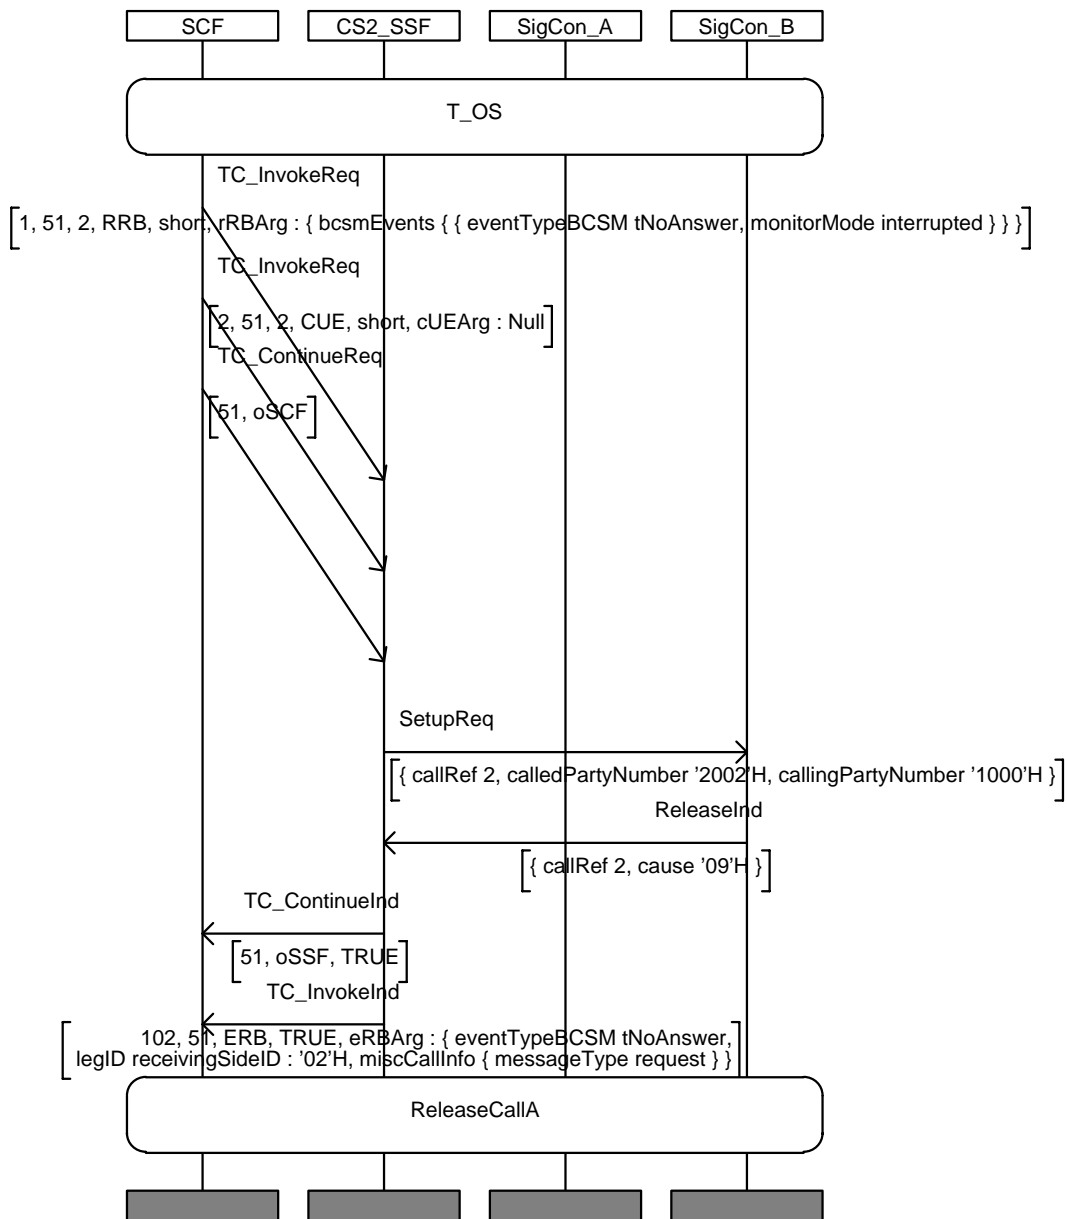 SCF CS2_SSF SigCon_A SigCon_B
T_OS
TC_InvokeReq
1, 51, 2, RRB, short, rRBArg : { bcsmEvents { { eventTypeBCSM tNoAnswer, monitorMode interrupted } } }
TC_InvokeReq
2, 51, 2, CUE, short, cUEArg : Null
TC_ContinueReq
51, oSCF
SetupReq
{ callRef 2, calledPartyNumber ’2002’H, callingPartyNumber ’1000’H }
ReleaseInd
{ callRef 2, cause ’09’H }
TC_ContinueInd
51, oSSF, TRUE
TC_InvokeInd
102, 51, ERB, TRUE, eRBArg : { eventTypeBCSM tNoAnswer,
legID receivingSideID : ’02’H, miscCallInfo { messageType request } }
ReleaseCallA